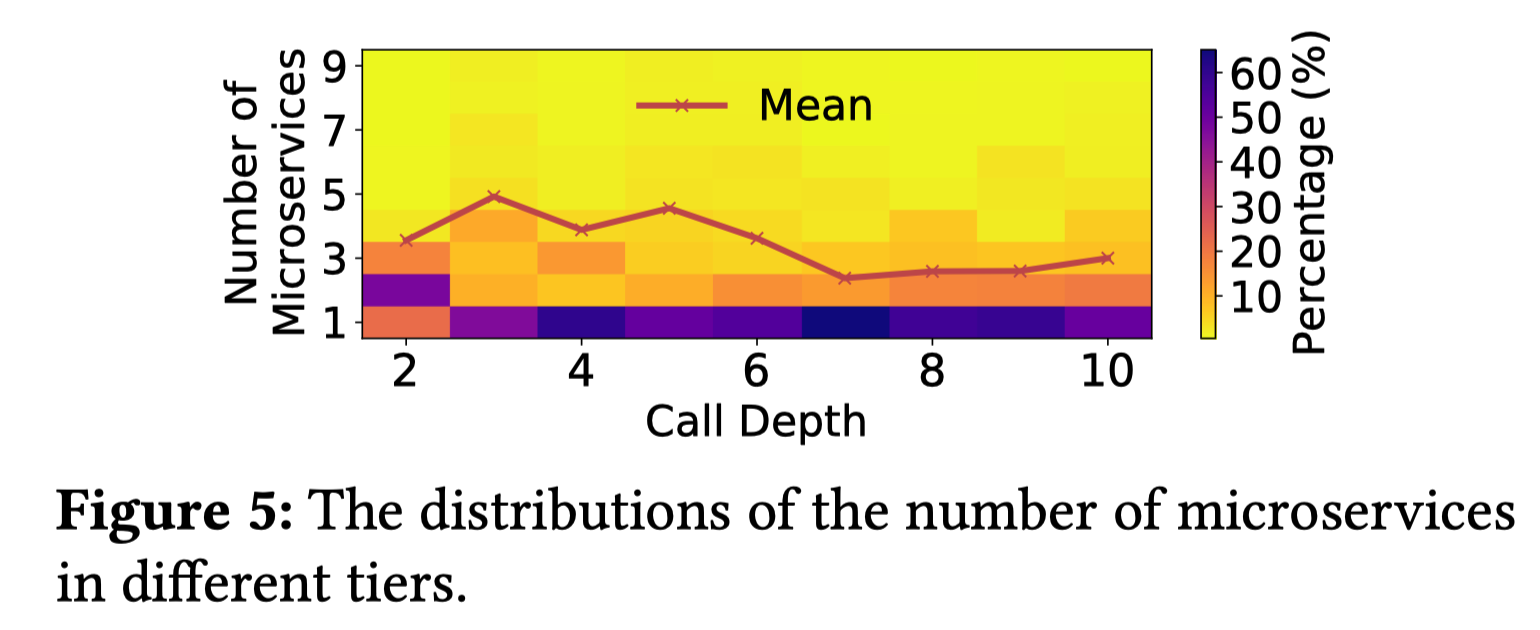 Number of
Microservices
9
7
5
3
1
Mean
2
4
6
8
10
Call Depth
60
50
40
30
20
10
Percentage (%)
Figure 5: The distributions of the number of microservices
in different tiers.